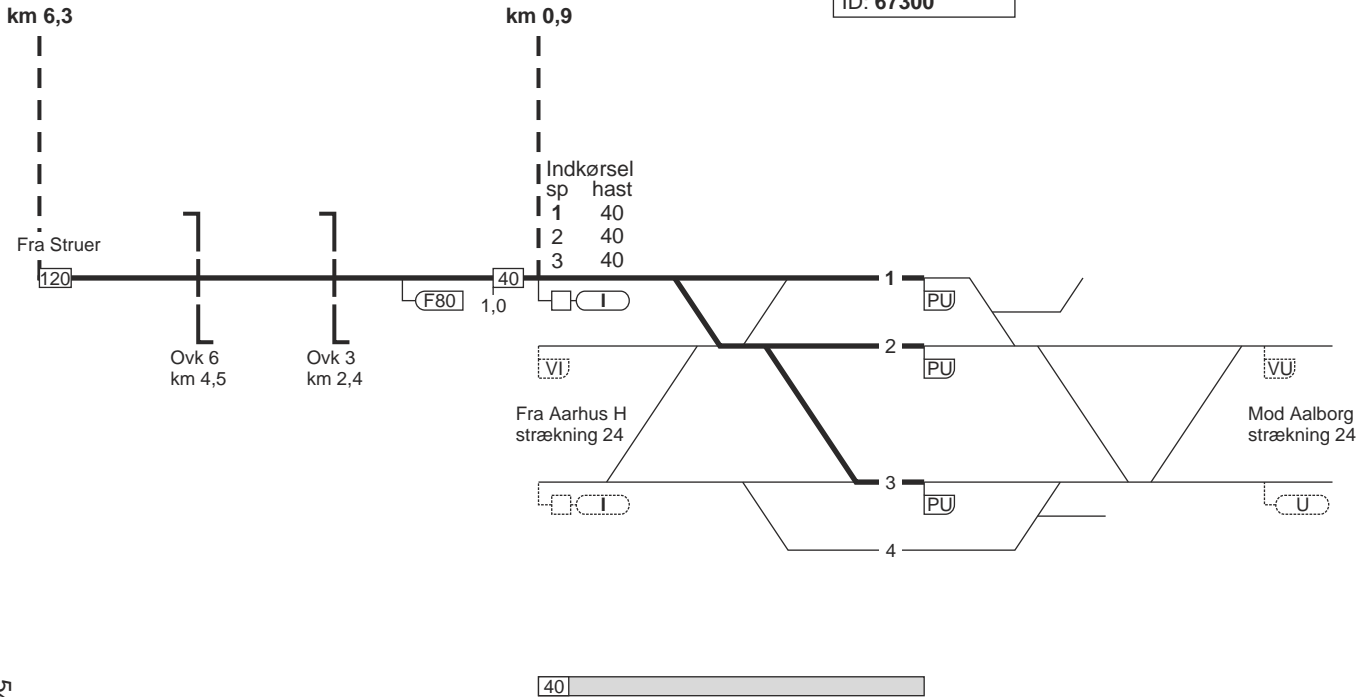 ID: 67300
km 6,3
km 0,9
Indkørsel
sp hast
1 40
2 40
3 40
Fra Struer
120
40
1
F80
1,0
I
PU
Ovk 6
km 4,5
Ovk 3
km 2,4
2
VI
PU
VU
Fra Aarhus H
strækning 24
Mod Aalborg
strækning 24
3
I
PU
U
4
40